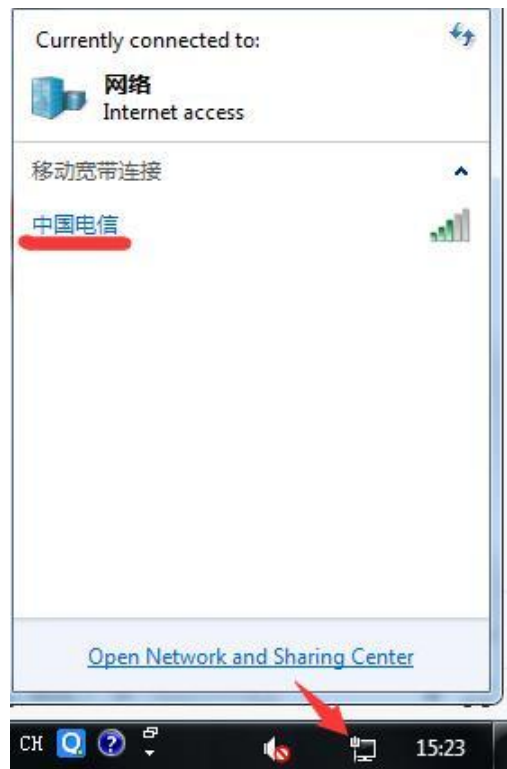 Currently connected to:
网络
Internet access
移动宽带连接
中国电信
Open Network and Sharing Center
CH
15:23